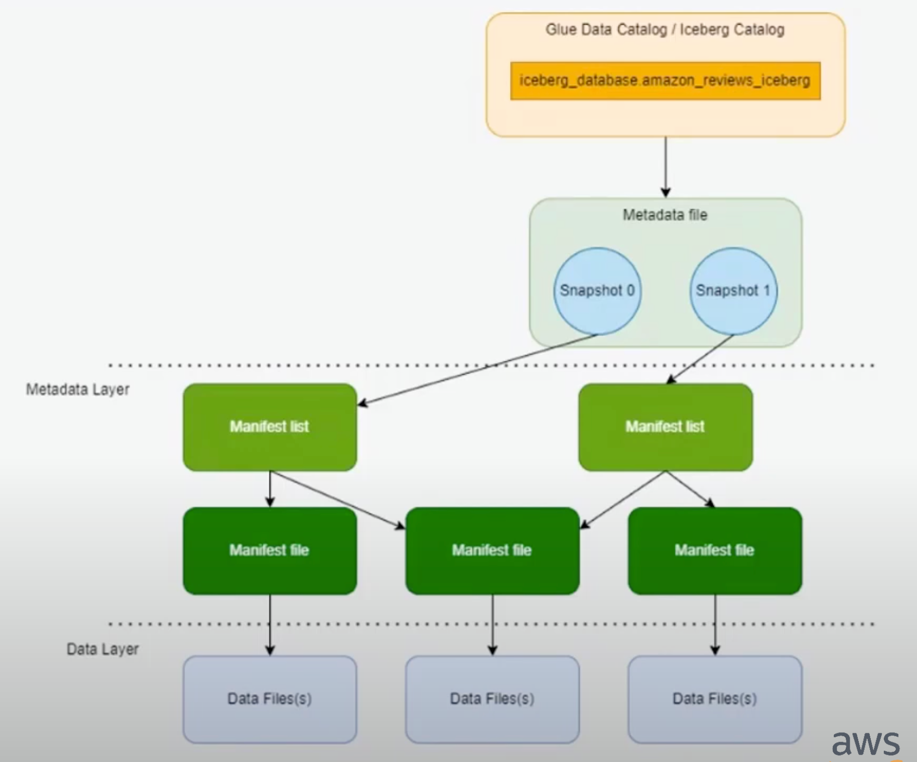 Glue Data Catalog / Iceberg Catalog
iceberg_database.amazon_reviews_iceberg
Metadata file
Snapshot 0
Snapshot 1
Metadata Layer
Manifest list
Manifest list
Manifest file
Manifest file
Manifest file
Data Layer
Data Files(s)
Data Files(s)
Data Files(s)
aws